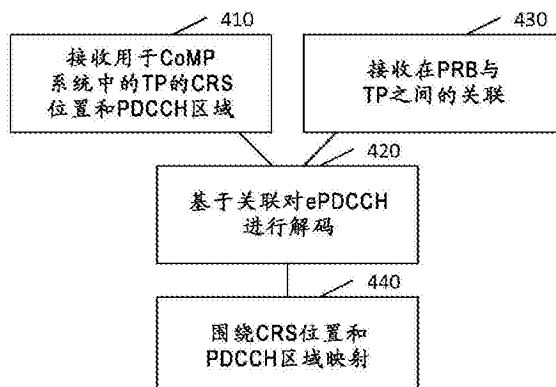 410
接收用于CoMP
系统中的TP的CRS
位置和PDCCH区域
430
接收在PRB与
TP之间的关联
420
基于关联对ePDCCH
进行解码
440
围绕CRS位置和
PDCCH区域映射